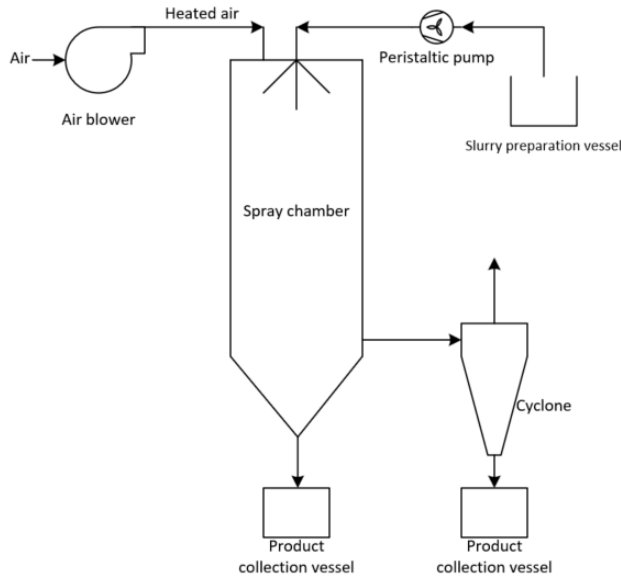 Heated air
Air
Peristaltic pump
Air blower
Slurry preparation vessel
Spray chamber
Cyclone
Product
collection vessel
Product
collection vessel